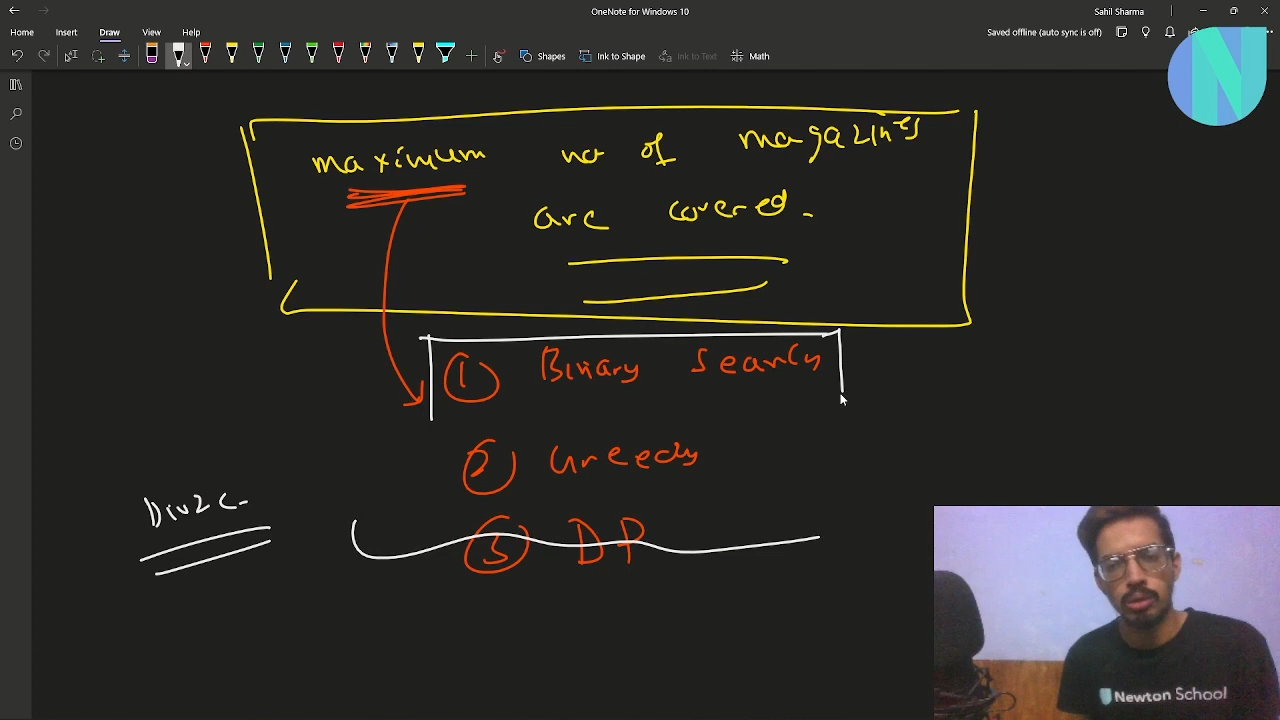 OneNote for Windows 10
Sahil Sharma
Home Insert Draw View Help
Saved offline (auto sync is off)
Shapes Ink to Shape Ink to Text Math
maximum no of magazines
are covered.
1 Binary Search
2 Greedy
Div2 C-
3 DP
N
Newton School